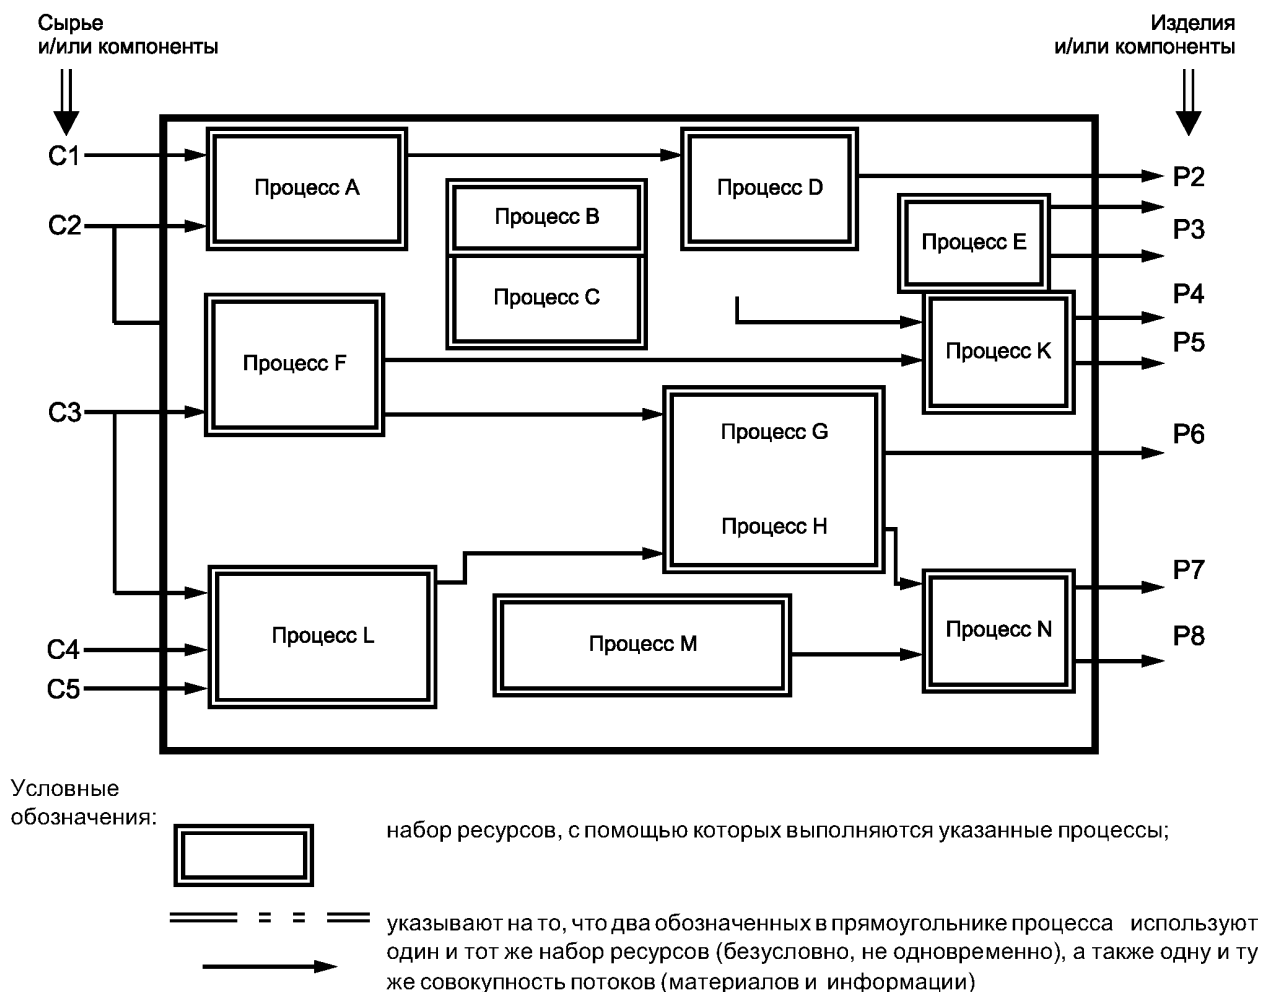 Сырье
и/или компоненты
Изделия
и/или компоненты
C1
C2
C3
C4
C5
Процесс A
Процесс B
Процесс C
Процесс D
Процесс E
Процесс F
Процесс K
Процесс G
Процесс H
Процесс L
Процесс M
Процесс N
P2
P3
P4
P5
P6
P7
P8
Условные
обозначения:
набор ресурсов, с помощью которых выполняются указанные процессы;
указывают на то, что два обозначенных в прямоугольнике процесса используют
один и тот же набор ресурсов (безусловно, не одновременно), а также одну и ту
же совокупность потоков (материалов и информации)